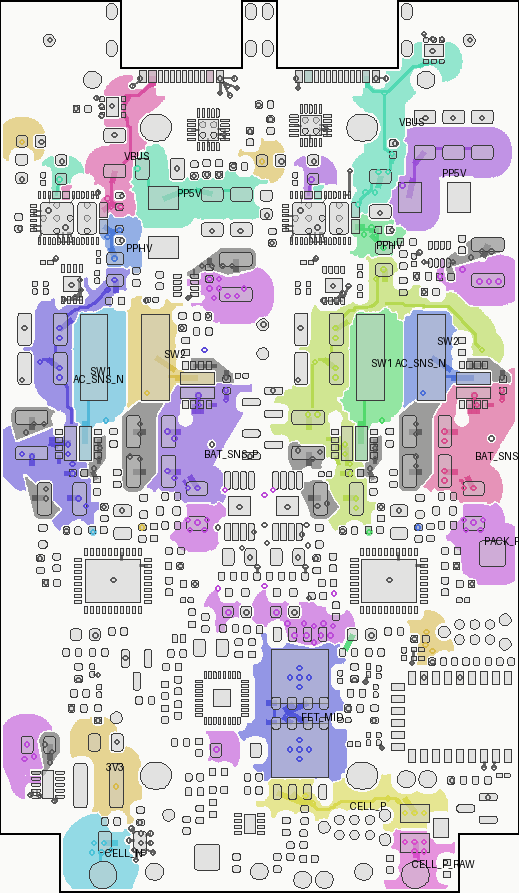 VBUS
VBUS
PP5V
PP5V
PPHV
PPHV
SW2
SW2
SW1
SW1
AC_SNS_N
AC_SNS_N
BAT_SNS_P
BAT_SNS
PACK_P
FET_MID
3V3
CELL_P
CELL_N
CELL_P_RAW